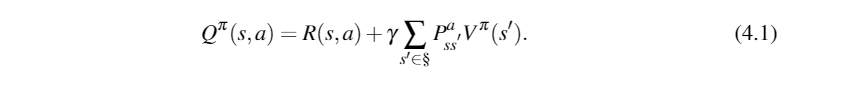 Q^π(s,a) = R(s,a) + γ ∑_{s′∈§} P^a_{ss′} V^π(s′). (4.1)